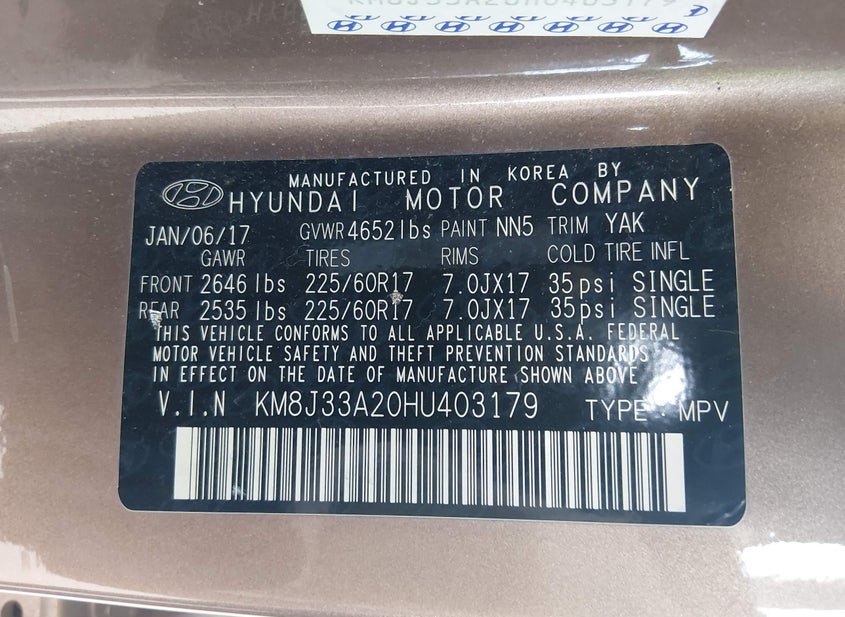 KM8J33A20HU403179
MANUFACTURED IN KOREA BY
HYUNDAI MOTOR COMPANY
JAN/06/17 GVWR 4652lbs PAINT NN5 TRIM YAK
GAWR TIRES RIMS COLD TIRE INFL
FRONT 2646 lbs 225/60R17 7.0JX17 35psi SINGLE
REAR 2535 lbs 225/60R17 7.0JX17 35psi SINGLE
THIS VEHICLE CONFORMS TO ALL APPLICABLE U.S.A. FEDERAL
MOTOR VEHICLE SAFETY AND THEFT PREVENTION STANDARDS
IN EFFECT ON THE DATE OF MANUFACTURE SHOWN ABOVE
V.I.N KM8J33A20HU403179 TYPE : MPV